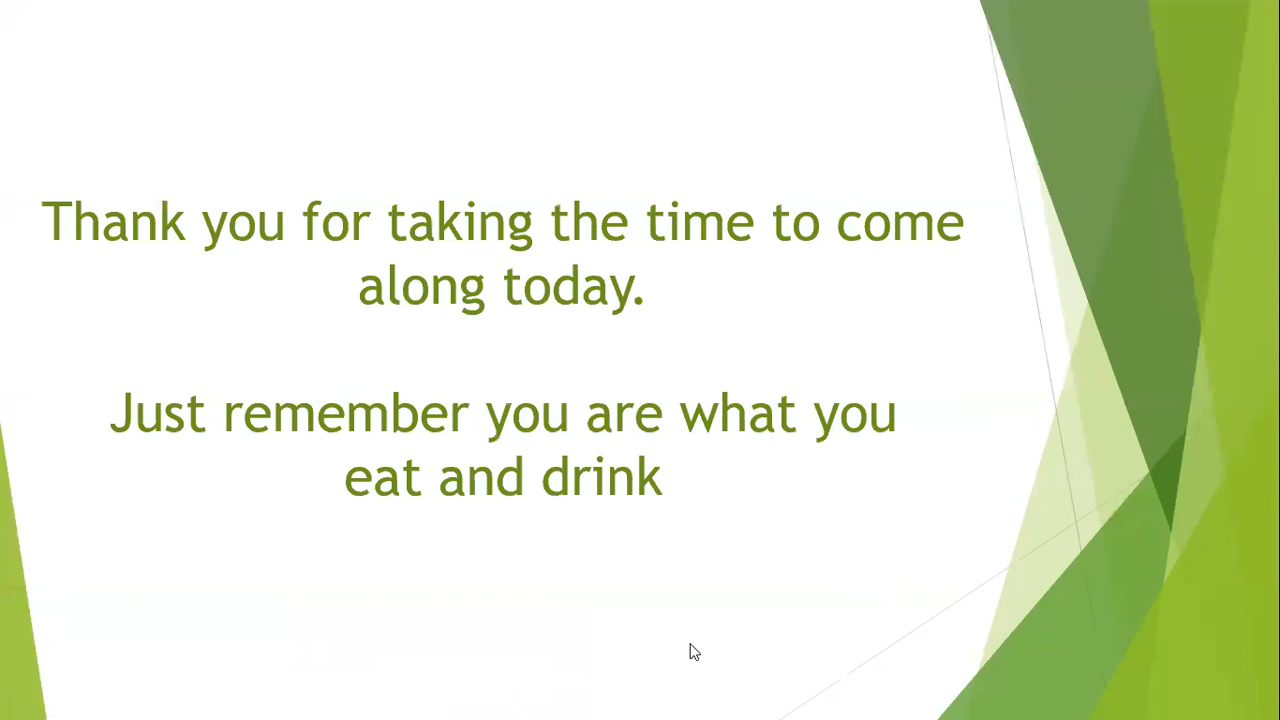 Thank you for taking the time to come
along today.
Just remember you are what you
eat and drink